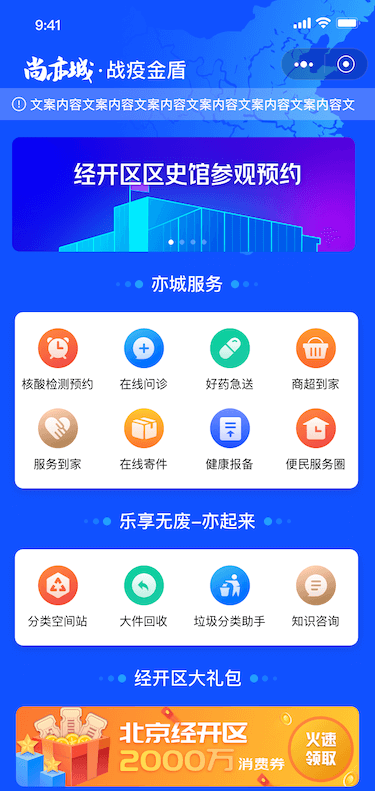 9:41
尚亦城·战疫金盾
文案内容文案内容文案内容文案内容文案内容文案内容文
经开区区史馆参观预约
亦城服务
核酸检测预约 在线问诊 好药急送 商超到家
服务到家 在线寄件 健康报备 便民服务圈
乐享无废–亦起来
分类空间站 大件回收 垃圾分类助手 知识咨询
经开区大礼包
北京经开区
2000万消费券
火速
领取